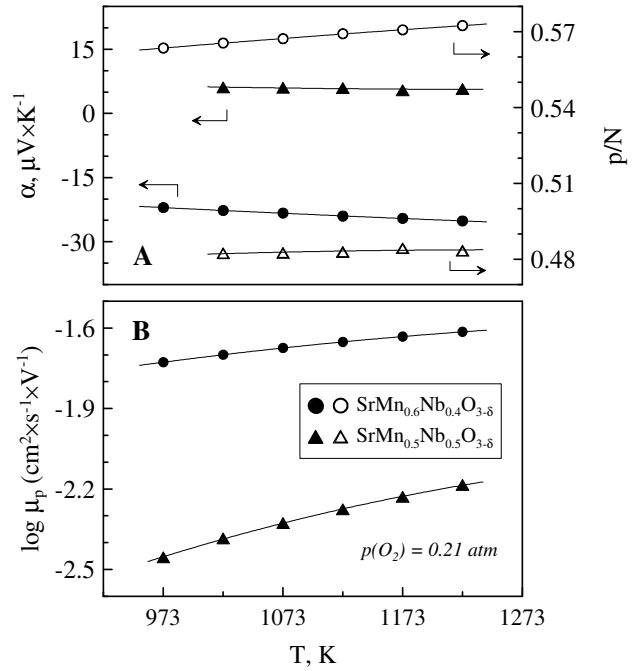 15
0
-15
-30
α, μV×K⁻¹
0.57
0.54
0.51
0.48
p/N
A
B
-1.6
-1.9
-2.2
-2.5
log μₚ (cm²×s⁻¹×V⁻¹)
SrMn₀.₆Nb₀.₄O₃₋δ
SrMn₀.₅Nb₀.₅O₃₋δ
p(O₂) = 0.21 atm
973 1073 1173 1273
T, K